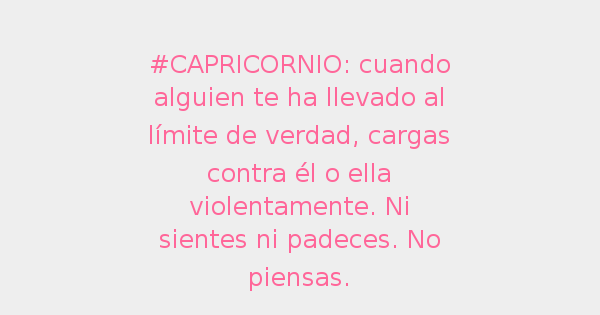 #CAPRICORNIO: cuando
alguien te ha llevado al
límite de verdad, cargas
contra él o ella
violentamente. Ni
sientes ni padeces. No
piensas.